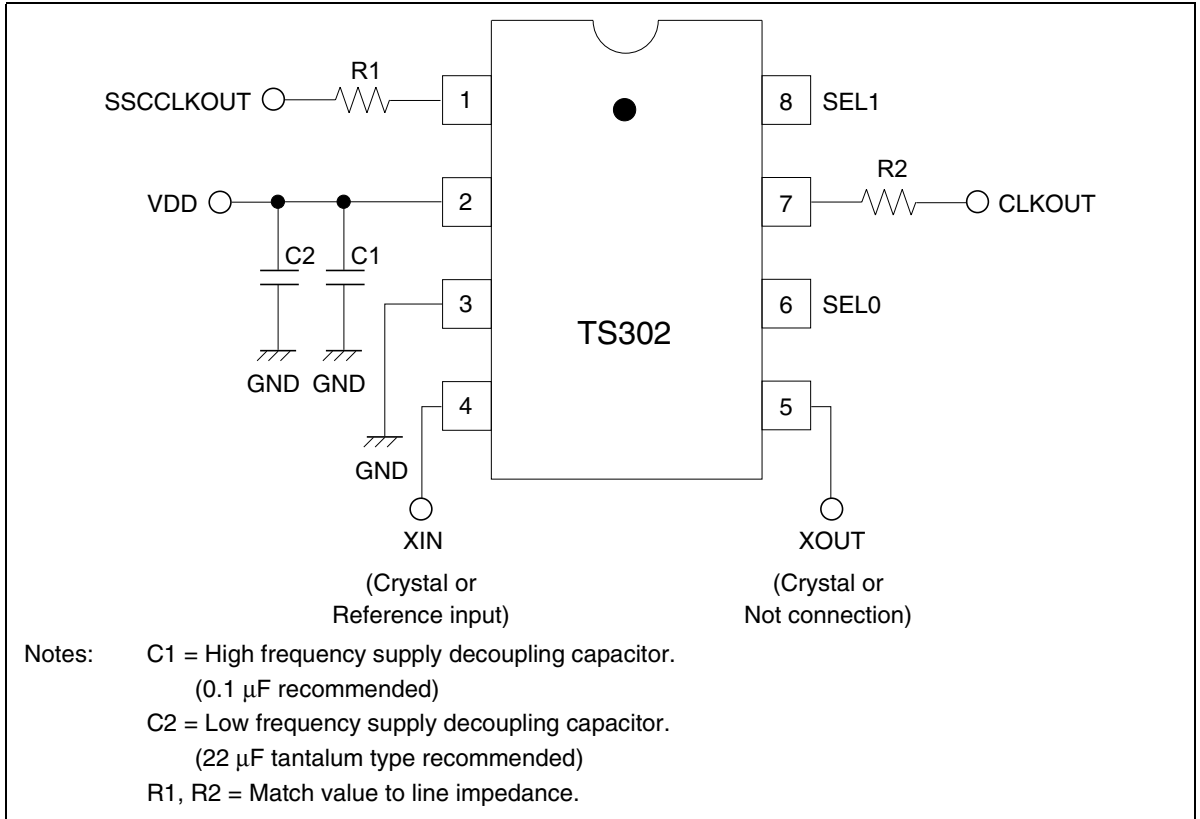 R1
SSCCLKOUT
1
8
SEL1
R2
VDD
2
7
CLKOUT
C2
C1
3
6
SEL0
TS302
GND
GND
4
5
GND
XIN
XOUT
(Crystal or
Reference input)
(Crystal or
Not connection)
Notes: C1 = High frequency supply decoupling capacitor.
(0.1 μF recommended)
C2 = Low frequency supply decoupling capacitor.
(22 μF tantalum type recommended)
R1, R2 = Match value to line impedance.